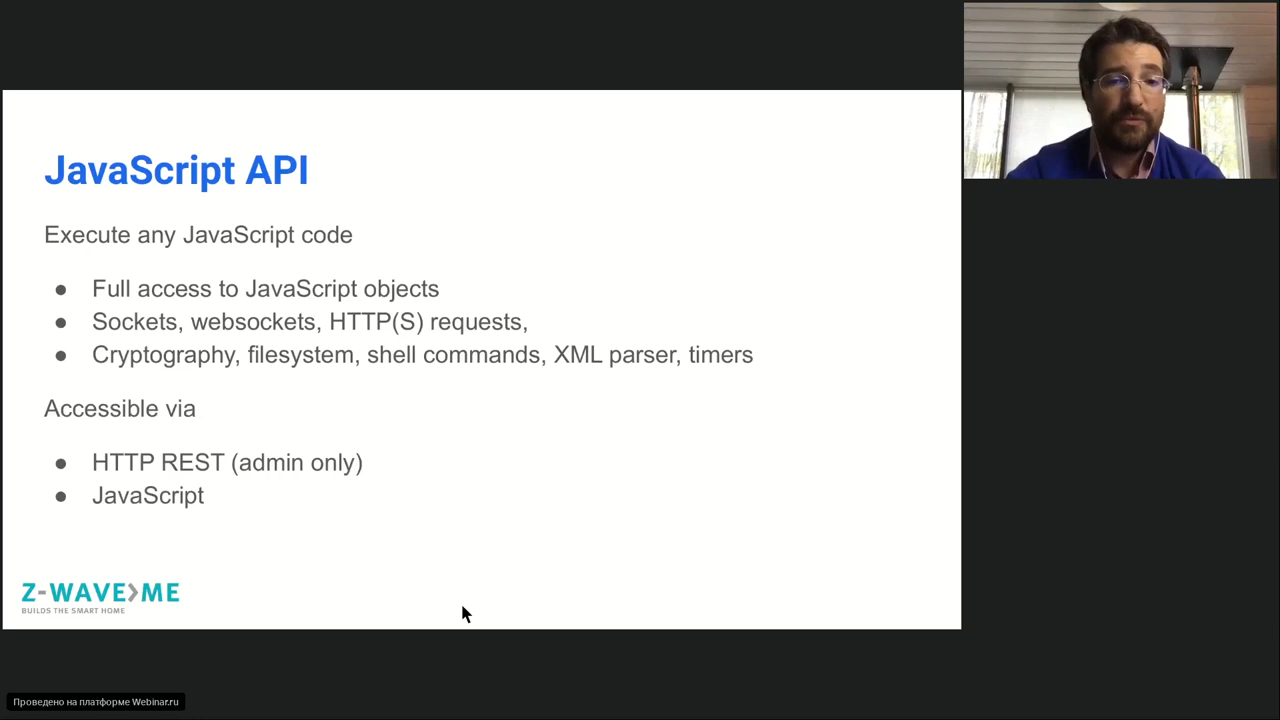 JavaScript API
Execute any JavaScript code
● Full access to JavaScript objects
● Sockets, websockets, HTTP(S) requests,
● Cryptography, filesystem, shell commands, XML parser, timers
Accessible via
● HTTP REST (admin only)
● JavaScript
Z-WAVE>ME
BUILDS THE SMART HOME
Проведено на платформе Webinar.ru